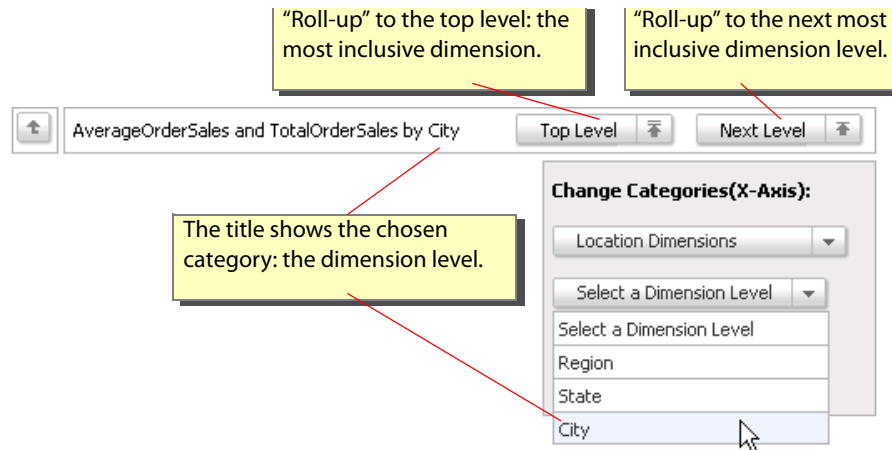 "Roll-up" to the top level: the
most inclusive dimension.
"Roll-up" to the next most
inclusive dimension level.
AverageOrderSales and TotalOrderSales by City
Top Level
Next Level
Change Categories(X-Axis):
The title shows the chosen
category: the dimension level.
Location Dimensions
Select a Dimension Level
Select a Dimension Level
Region
State
City